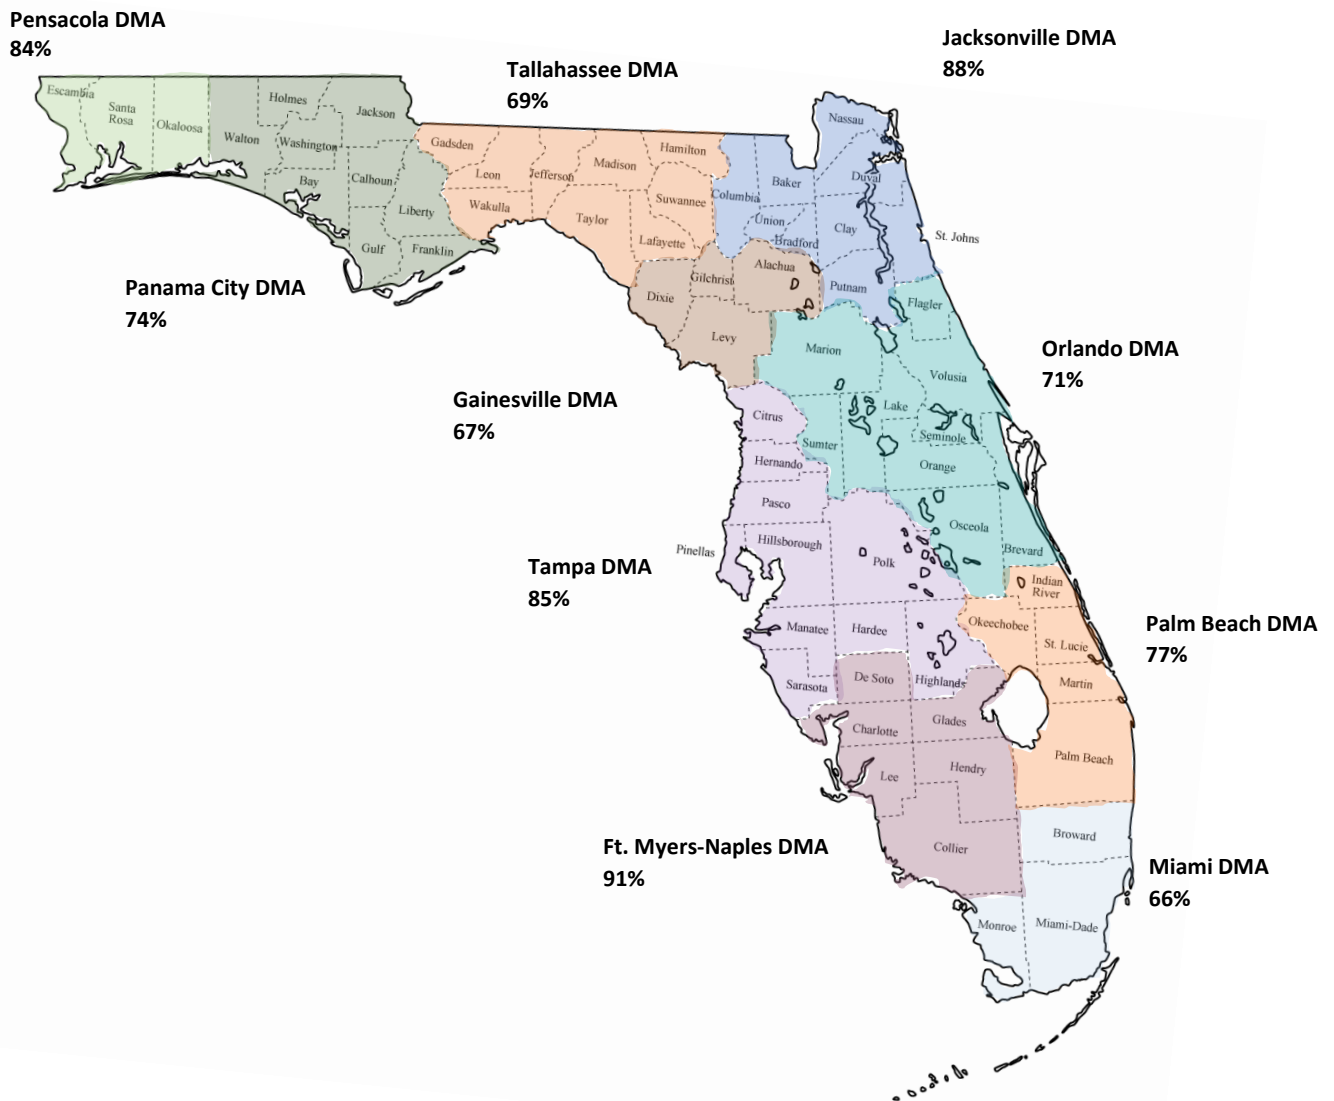 Pensacola DMA
84%
Jacksonville DMA
88%
Tallahassee DMA
69%
Escambia
Santa
Rosa
Okaloosa
Holmes
Jackson
Walton
Washington
Bay
Calhoun
Liberty
Gulf
Franklin
Gadsden
Leon
Jefferson
Madison
Hamilton
Wakulla
Taylor
Suwannee
Lafayette
Nassau
Baker
Duval
Columbia
Union
Bradford
Clay
St. Johns
Putnam
Panama City DMA
74%
Dixie
Gilchrist
Alachua
Levy
Flagler
Marion
Volusia
Orlando DMA
71%
Gainesville DMA
67%
Citrus
Lake
Sumter
Seminole
Orange
Hernando
Pasco
Osceola
Brevard
Pinellas
Hillsborough
Polk
Tampa DMA
85%
Indian
River
Okeechobee
St. Lucie
Palm Beach DMA
77%
Manatee
Hardee
Highlands
Sarasota
De Soto
Martin
Charlotte
Glades
Palm Beach
Lee
Hendry
Ft. Myers-Naples DMA
91%
Collier
Broward
Miami DMA
66%
Monroe
Miami-Dade